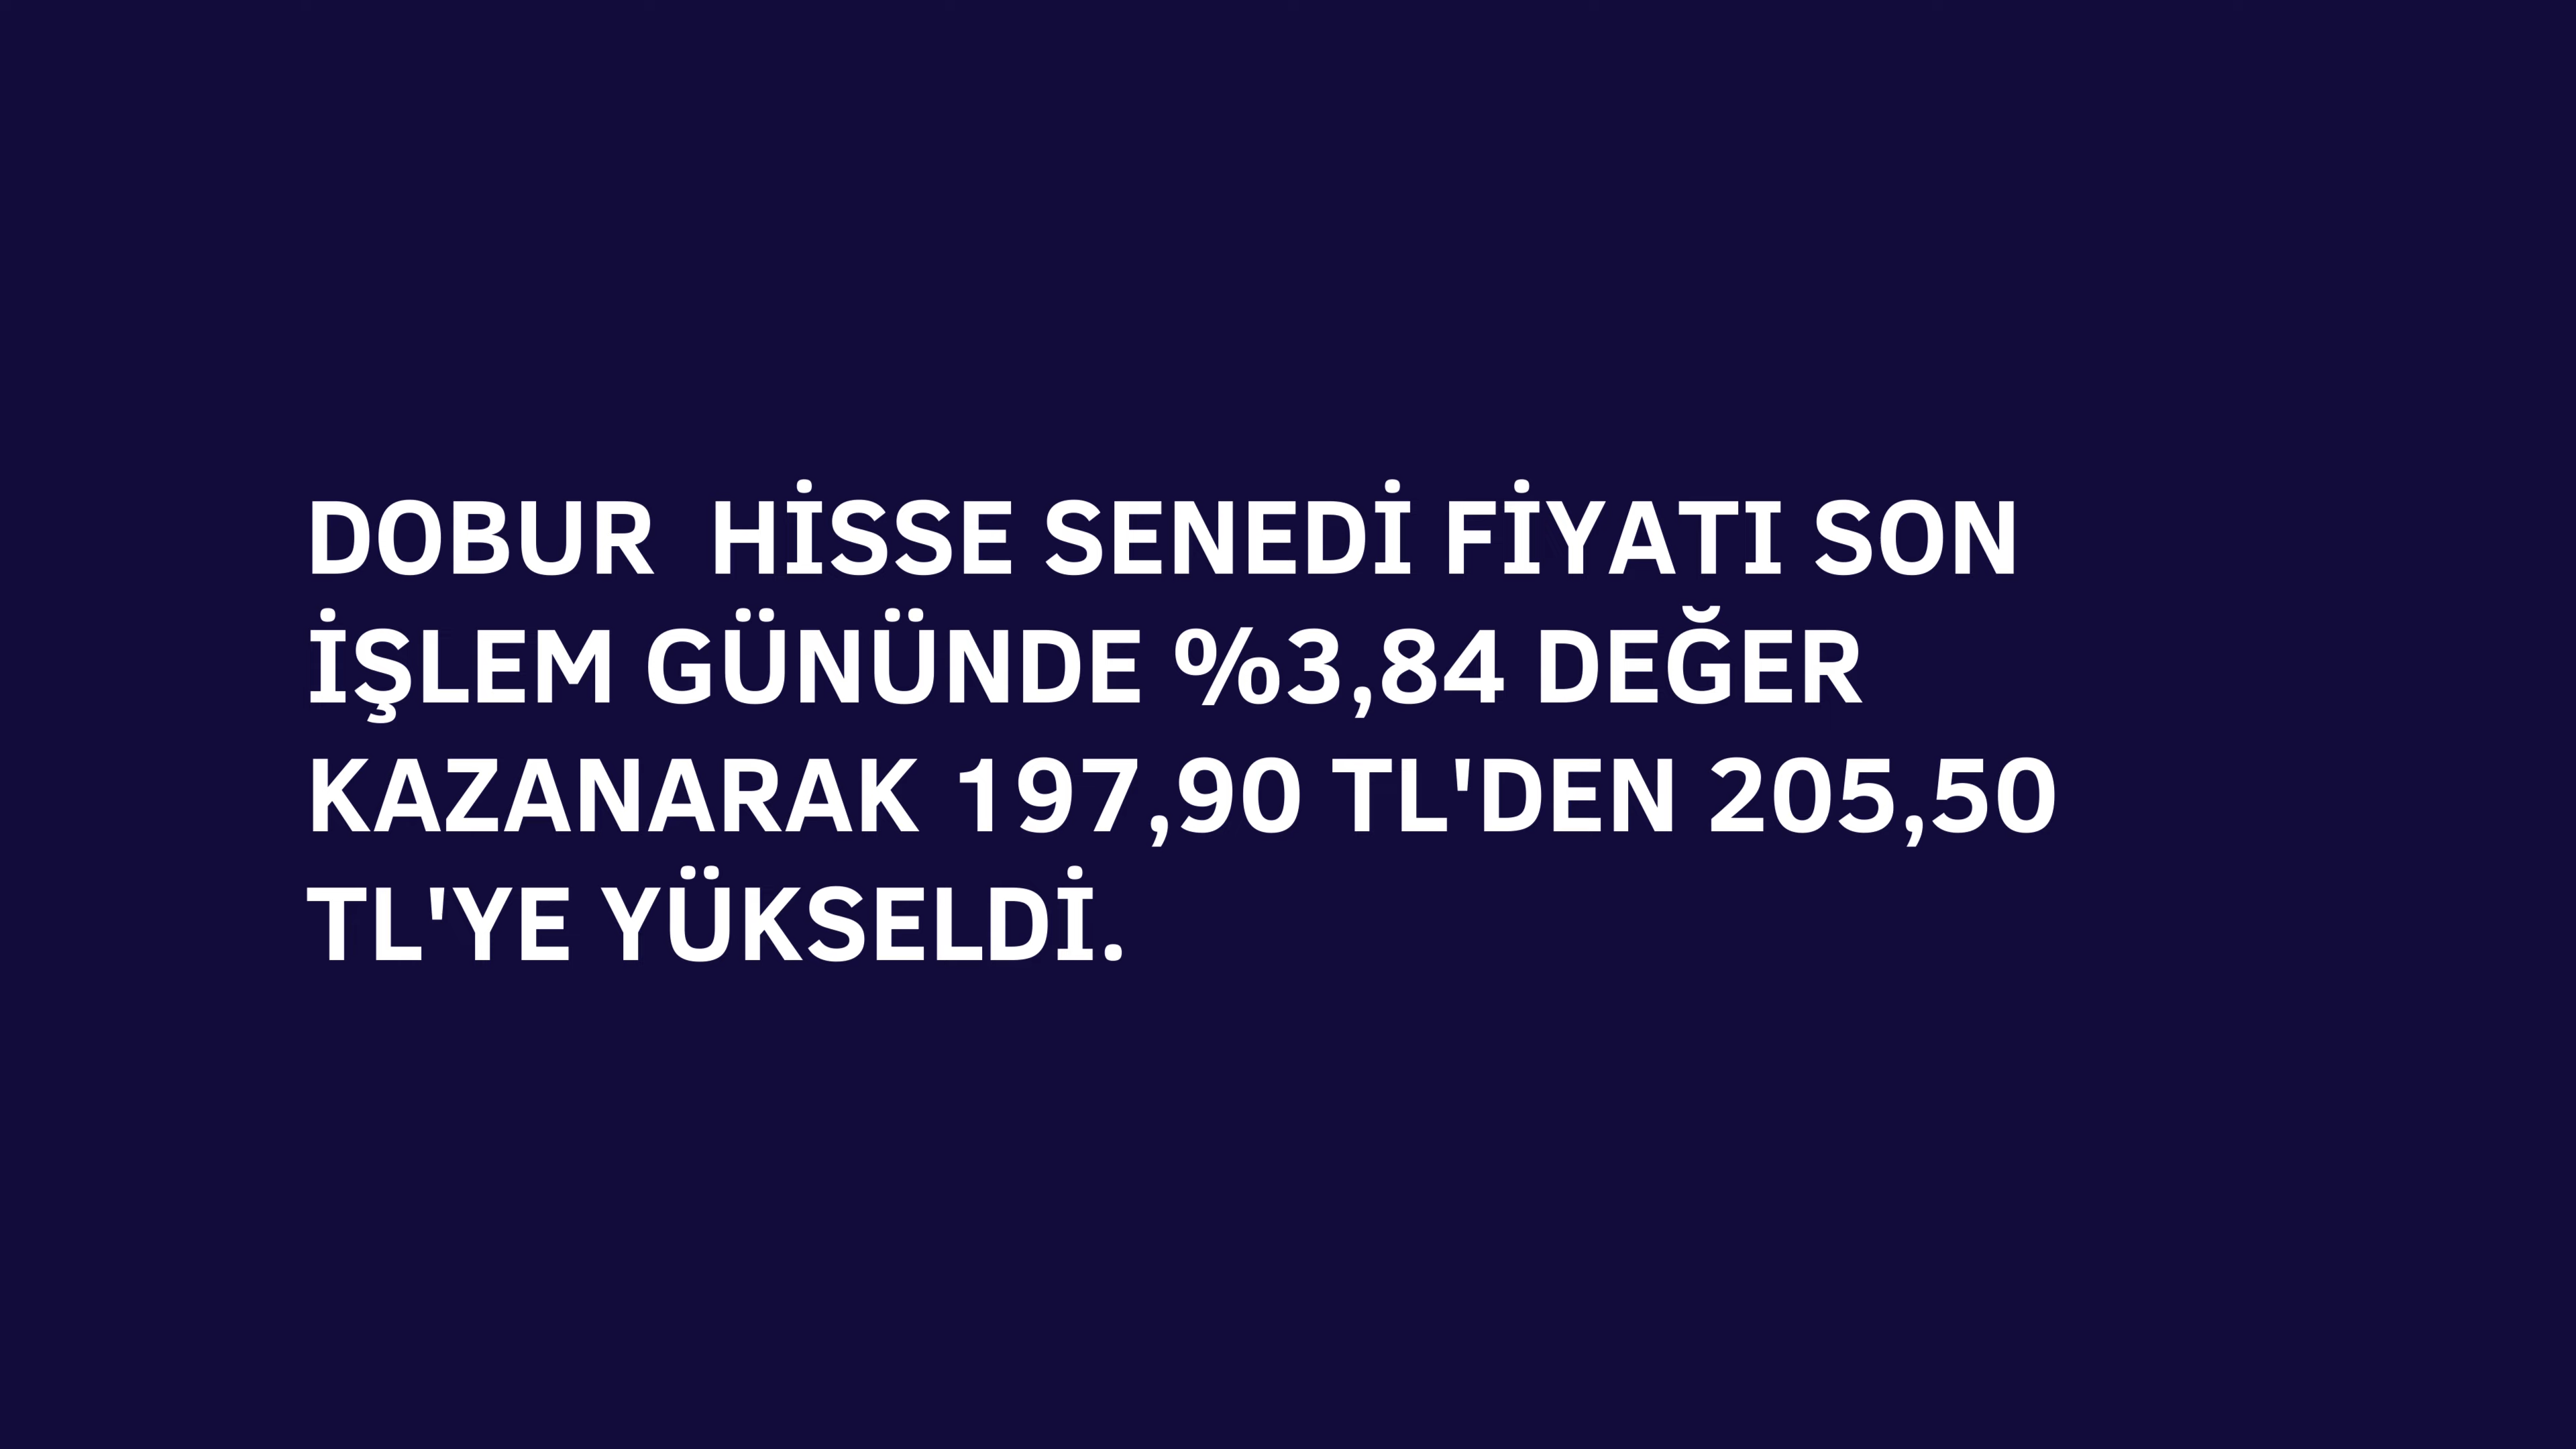 DOBUR  HİSSE SENEDİ FİYATI SON
İŞLEM GÜNÜNDE %3,84 DEĞER
KAZANARAK 197,90 TL'DEN 205,50
TL'YE YÜKSELDİ.